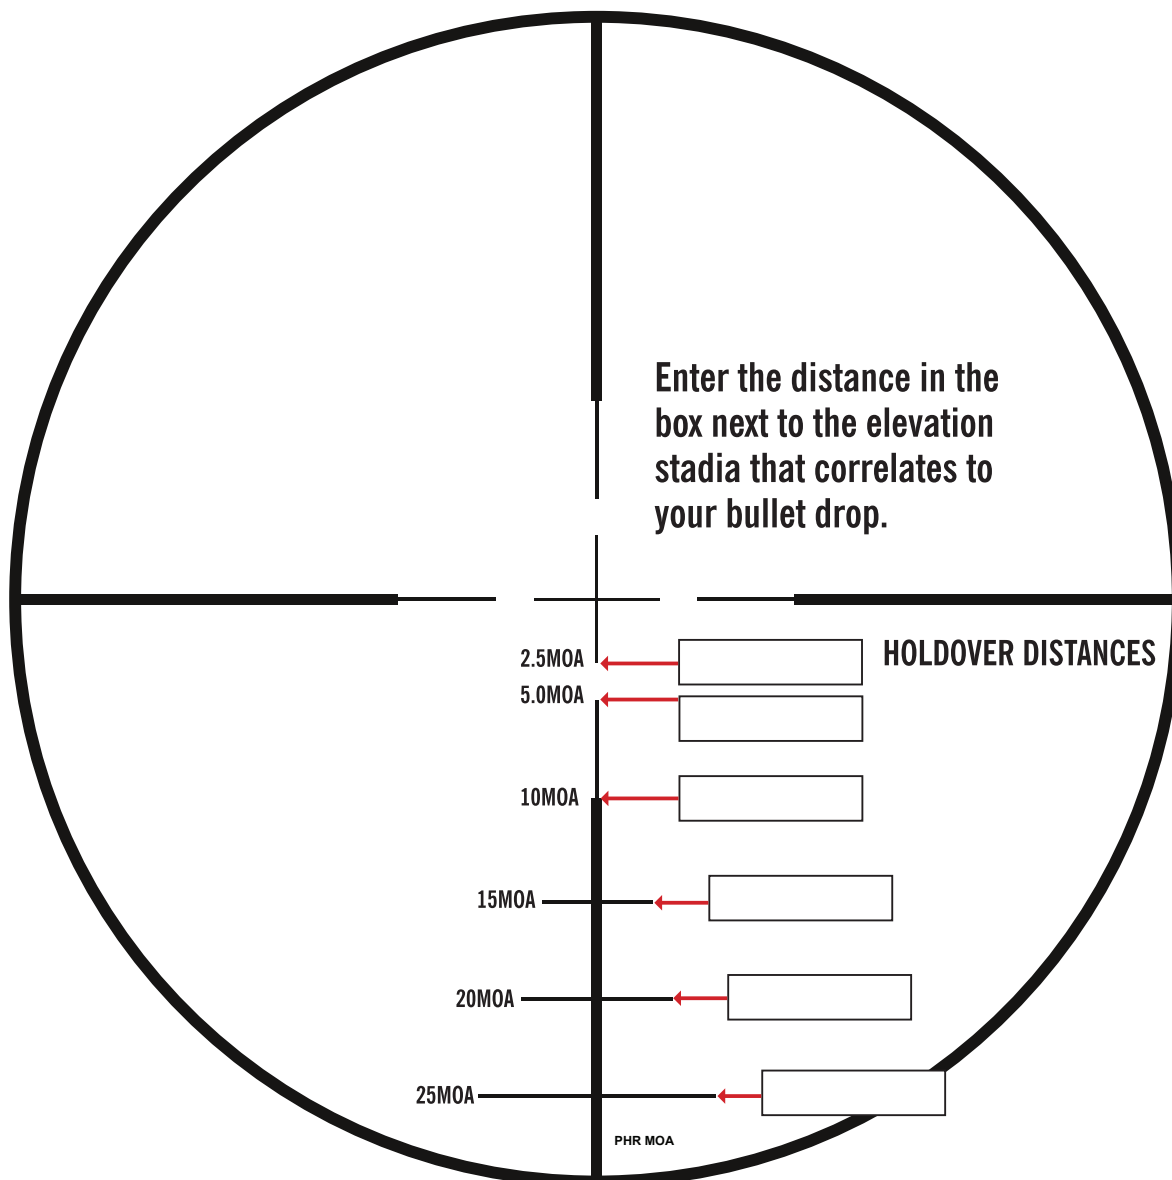 Enter the distance in the
box next to the elevation
stadia that correlates to
your bullet drop.
HOLDOVER DISTANCES
2.5MOA
5.0MOA
10MOA
15MOA
20MOA
25MOA
PHR MOA